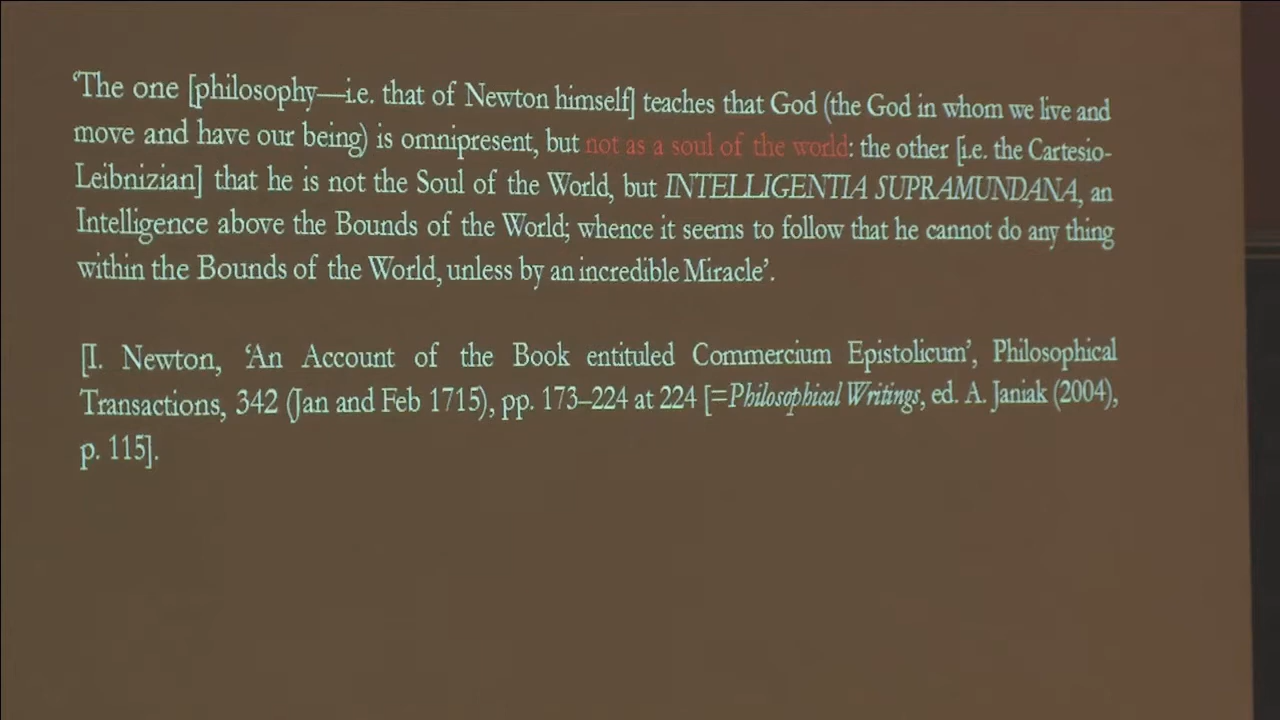 ‘The one [philosophy—i.e. that of Newton himself] teaches that God (the God in whom we live and
move and have our being) is omnipresent, but not as a soul of the world: the other [i.e. the Cartesio-
Leibnizian] that he is not the Soul of the World, but INTELLIGENTIA SUPRAMUNDANA, an
Intelligence above the Bounds of the World; whence it seems to follow that he cannot do any thing
within the Bounds of the World, unless by an incredible Miracle’.
[I. Newton, ‘An Account of the Book entituled Commercium Epistolicum’, Philosophical
Transactions, 342 (Jan and Feb 1715), pp. 173–224 at 224 [=Philosophical Writings, ed. A. Janiak (2004),
p. 115].